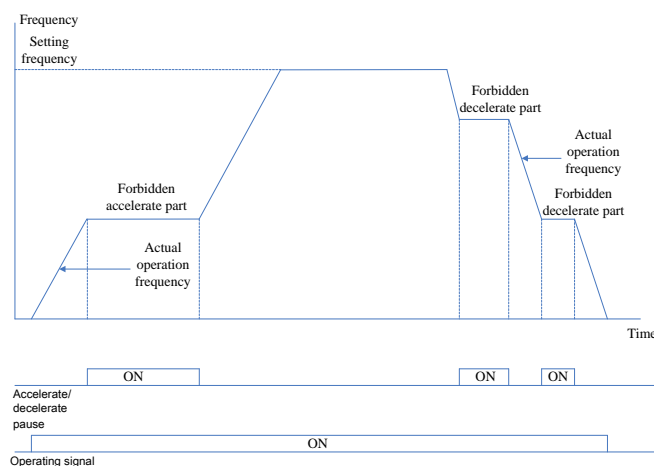 Frequency
Setting
frequency
Forbidden
decelerate part
Actual
operation
frequency
Forbidden
accelerate part
Forbidden
decelerate part
Actual
operation
frequency
Time
ON
ON
ON
Accelerate/
decelerate
pause
ON
Operating signal